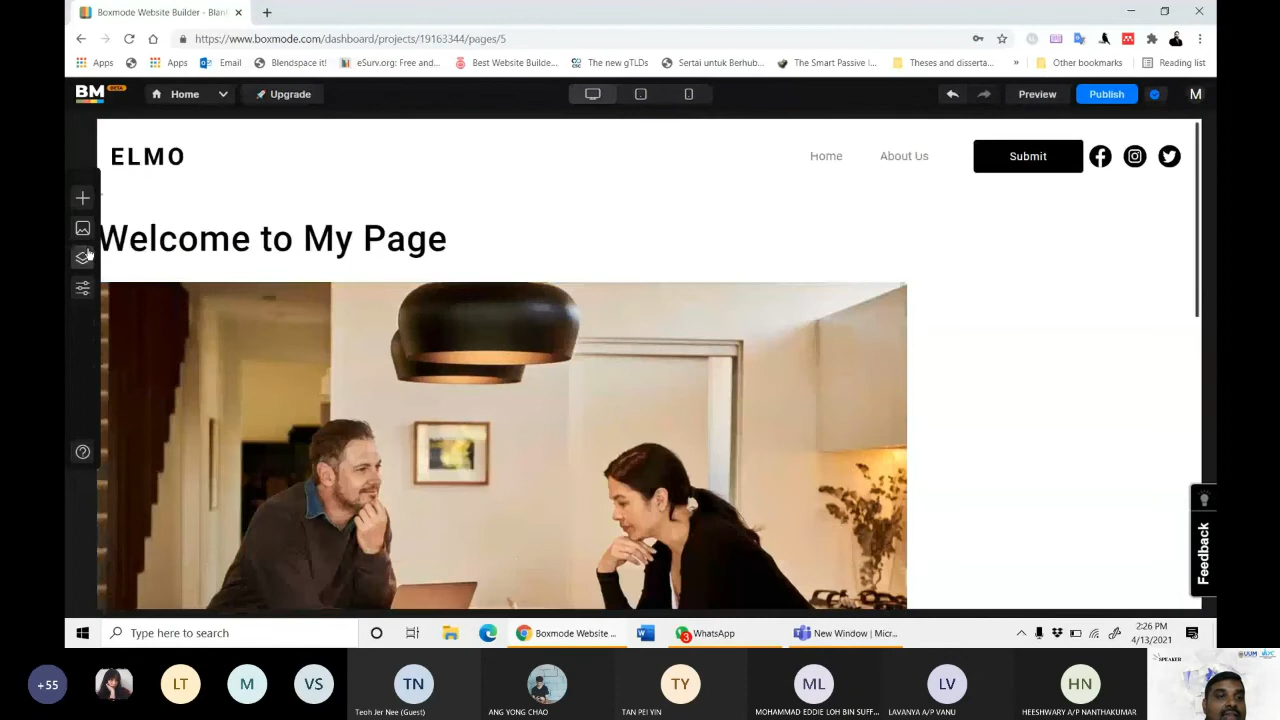 Boxmode Website Builder - Blan
https://www.boxmode.com/dashboard/projects/19163344/pages/5
Apps
Apps
Email
Blendspace it!
eSurv.org: Free and...
Best Website Builde...
The new gTLDs
Sertai untuk Berhub...
The Smart Passive I...
Theses and disserta...
»
Other bookmarks
Reading list
BM BETA
Home
Upgrade
Preview
Publish
M
ELMO
Home
About Us
Submit
Welcome to My Page
Feedback
Type here to search
Boxmode Website ...
3
WhatsApp
New Window | Micr...
2:26 PM
4/13/2021
+55
LT
M
VS
TN
Teoh Jer Nee (Guest)
ANG YONG CHAO
TY
TAN PEI YIN
ML
MOHAMMAD EDDIE LOH BIN SUFF...
LV
LAVANYA A/P VANU
HN
HEESHWARY A/P NANTHAKUMAR
SPEAKER
UUM